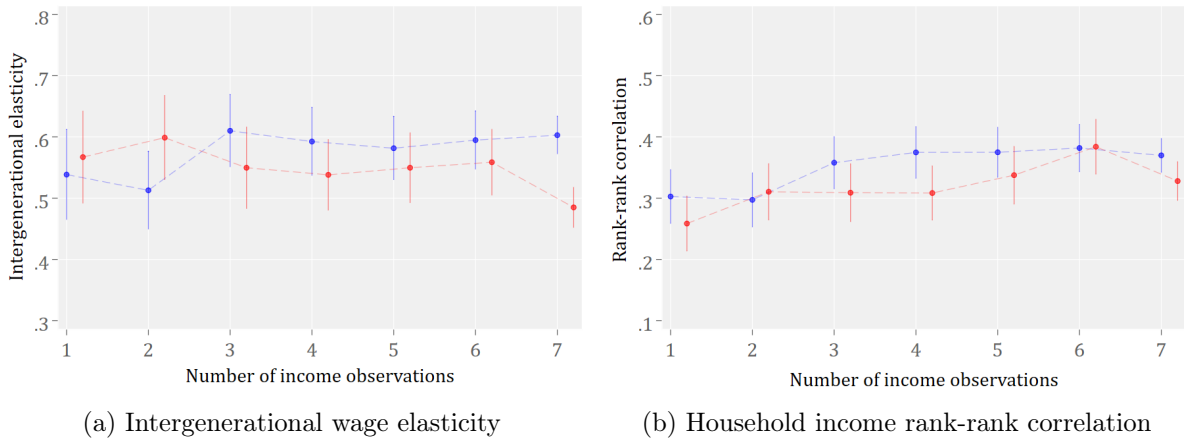 .8
.7
.6
.5
.4
.3
Intergenerational elasticity
1 2 3 4 5 6 7
Number of income observations
(a) Intergenerational wage elasticity
.6
.5
.4
.3
.2
.1
Rank-rank correlation
1 2 3 4 5 6 7
Number of income observations
(b) Household income rank-rank correlation